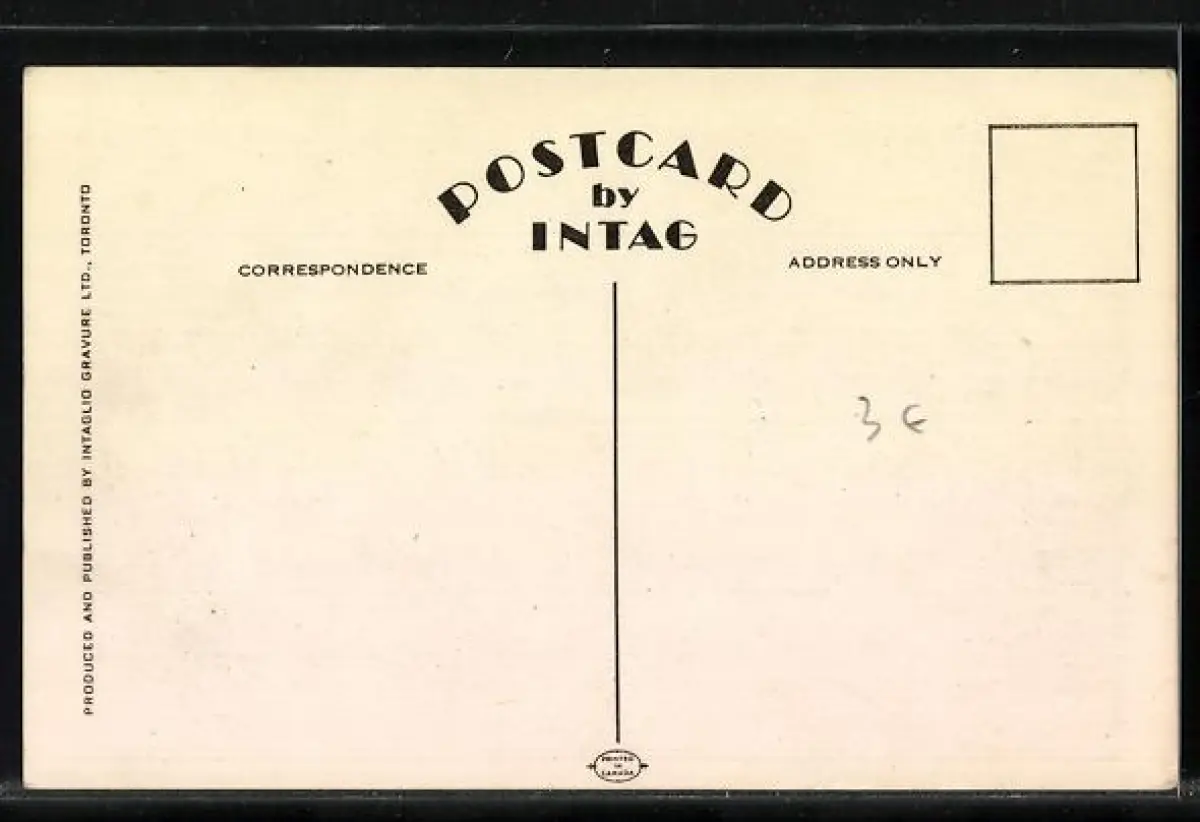 POSTCARD
by
INTAG
CORRESPONDENCE
ADDRESS ONLY
PRODUCED AND PUBLISHED BY INTAGLIO GRAVURE LTD., TORONTO
3 €
PRINTED
IN
CANADA